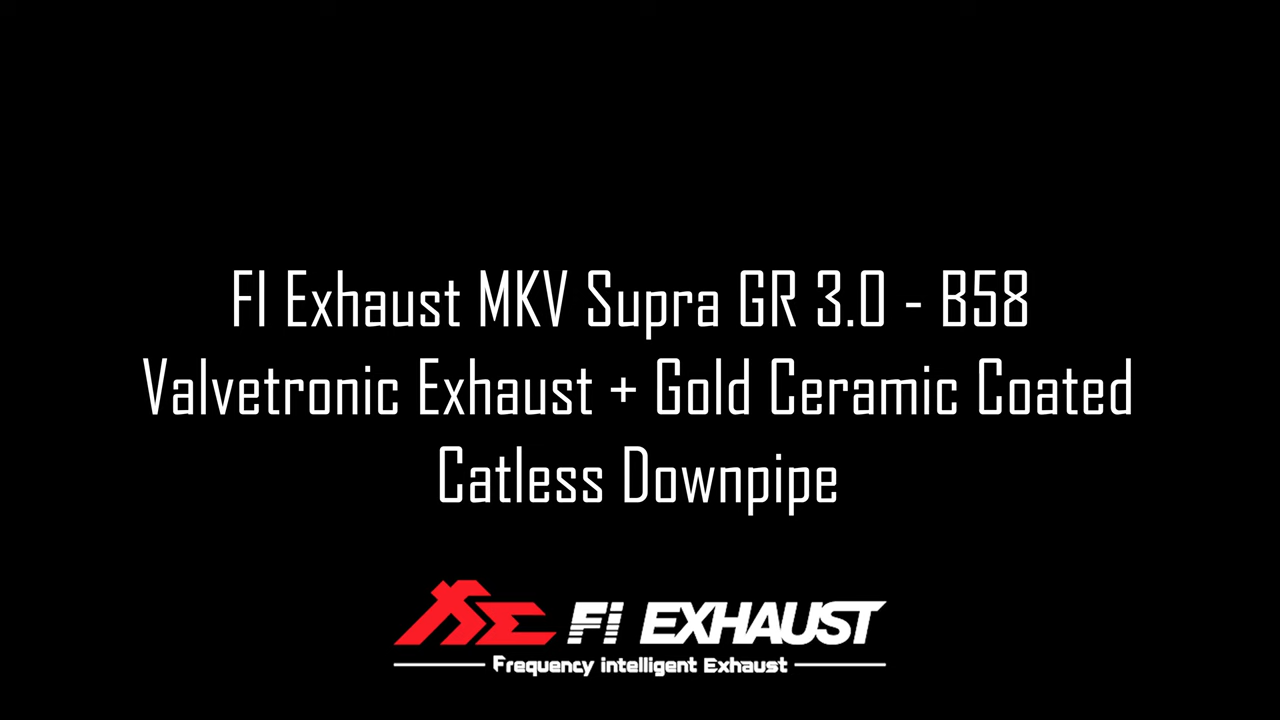 FI Exhaust MKV Supra GR 3.0 - B58
Valvetronic Exhaust + Gold Ceramic Coated
Catless Downpipe
Fi EXHAUST
Frequency intelligent Exhaust